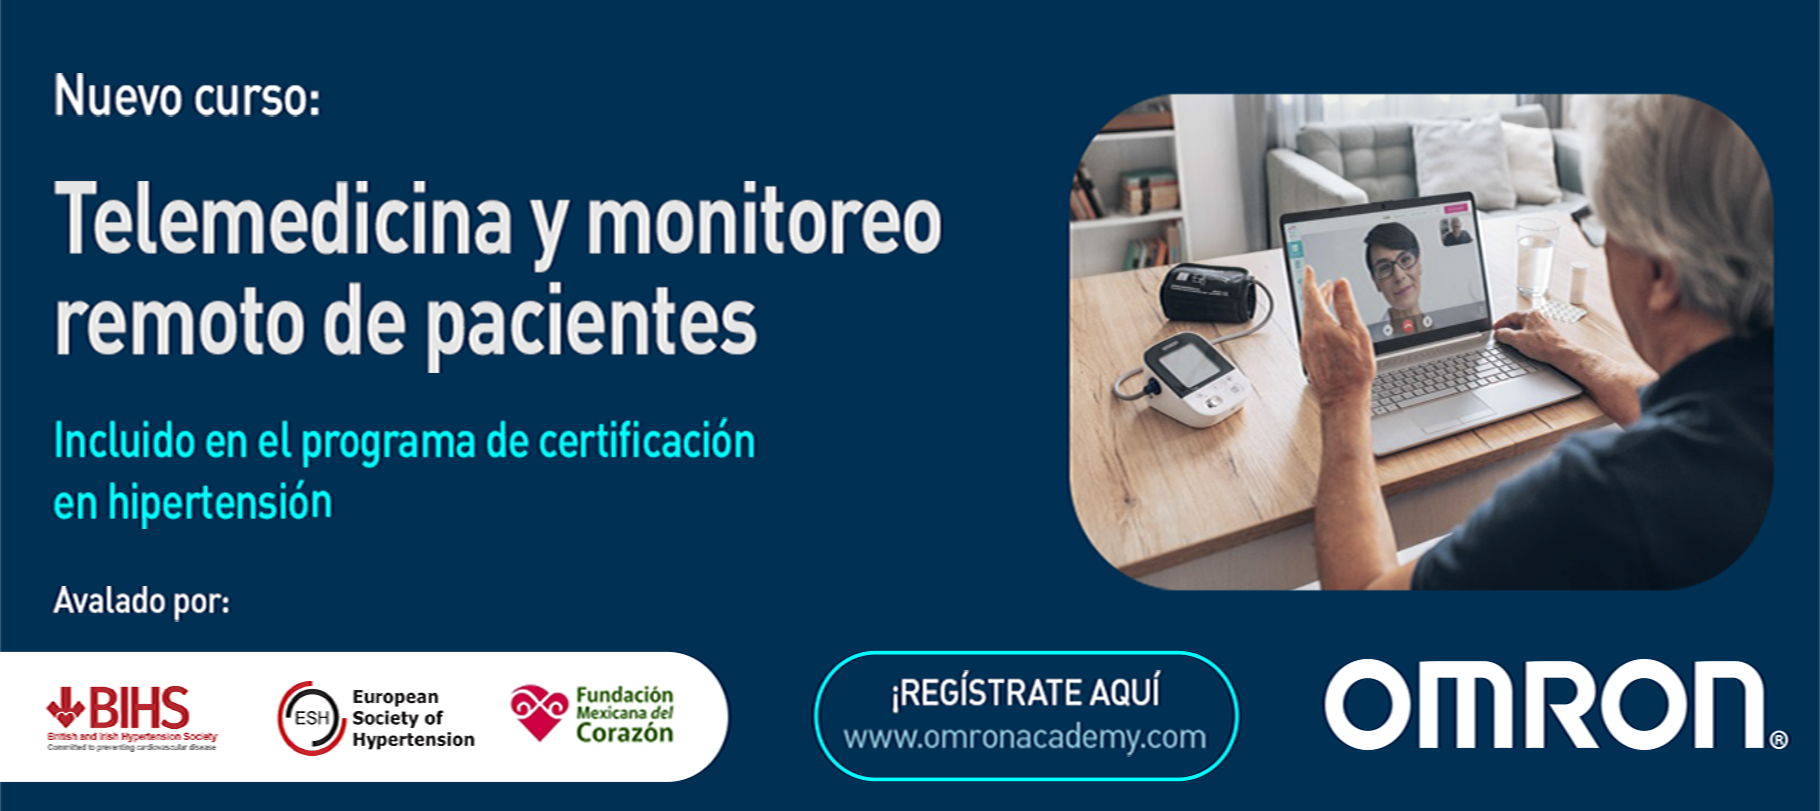 Nuevo curso:
Telemedicina y monitoreo
remoto de pacientes
Incluido en el programa de certificación
en hipertensión
Avalado por:
BIHS
British and Irish Hypertension Society
Committed to preventing cardiovascular disease
ESH
European
Society of
Hypertension
Fundación
Mexicana del
Corazón
¡REGÍSTRATE AQUÍ
www.omronacademy.com
OMRON®